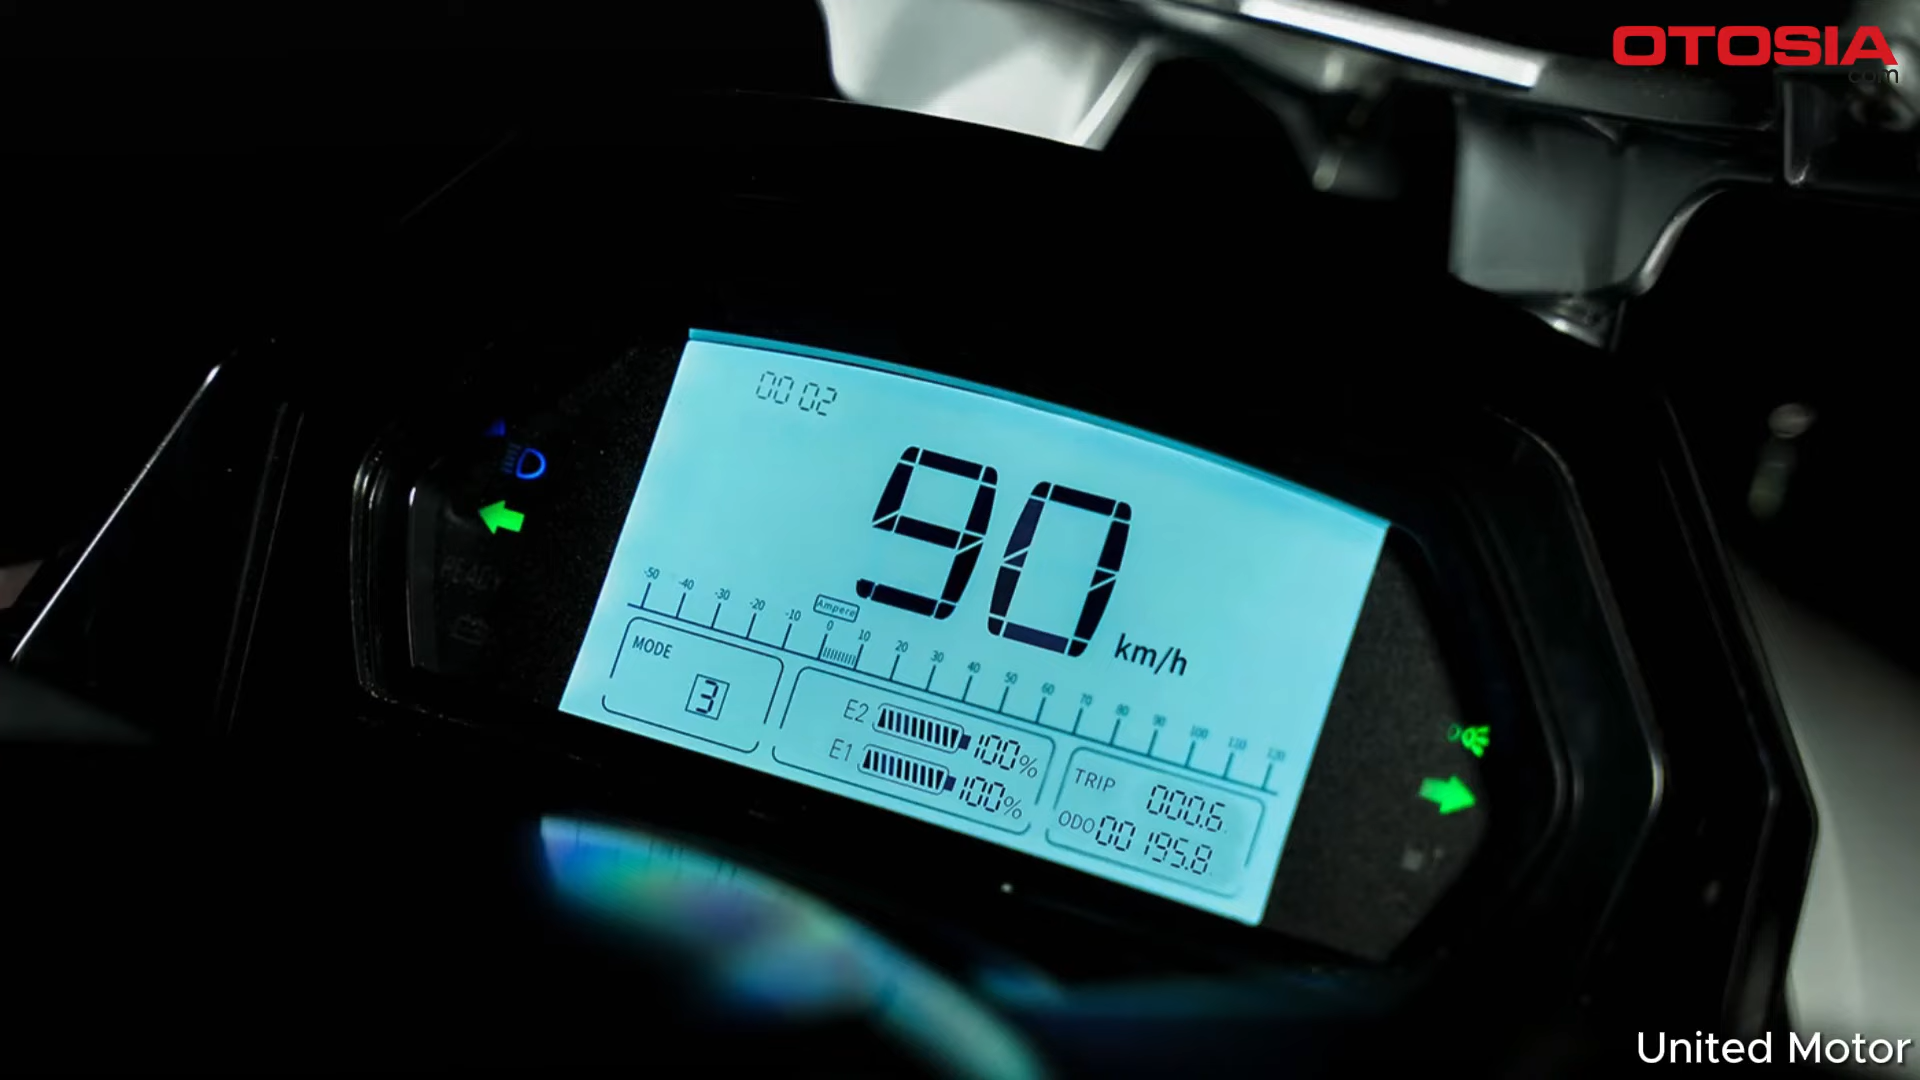 OTOSIA
com
00 02
90
km/h
-50 -40 -30 -20 -10 0 10 20 30 40 50 60 70 80 90 100 110 120
Ampere
MODE
3
E2 100%
E1 100%
TRIP 000.6
ODO 00 195.8
READY
United Motor